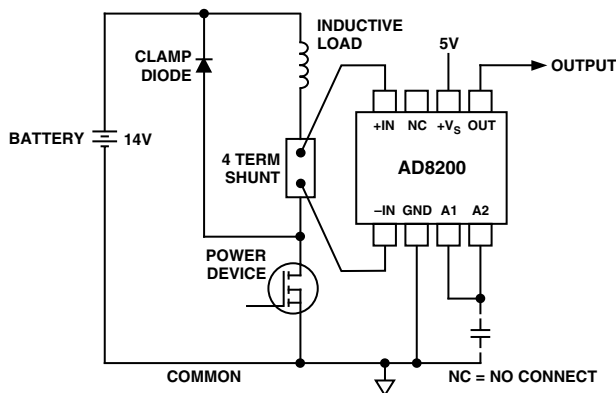 INDUCTIVE
LOAD
CLAMP
DIODE
5V
OUTPUT
BATTERY
14V
4 TERM
SHUNT
+IN NC +VS OUT
AD8200
–IN GND A1 A2
POWER
DEVICE
COMMON
NC = NO CONNECT